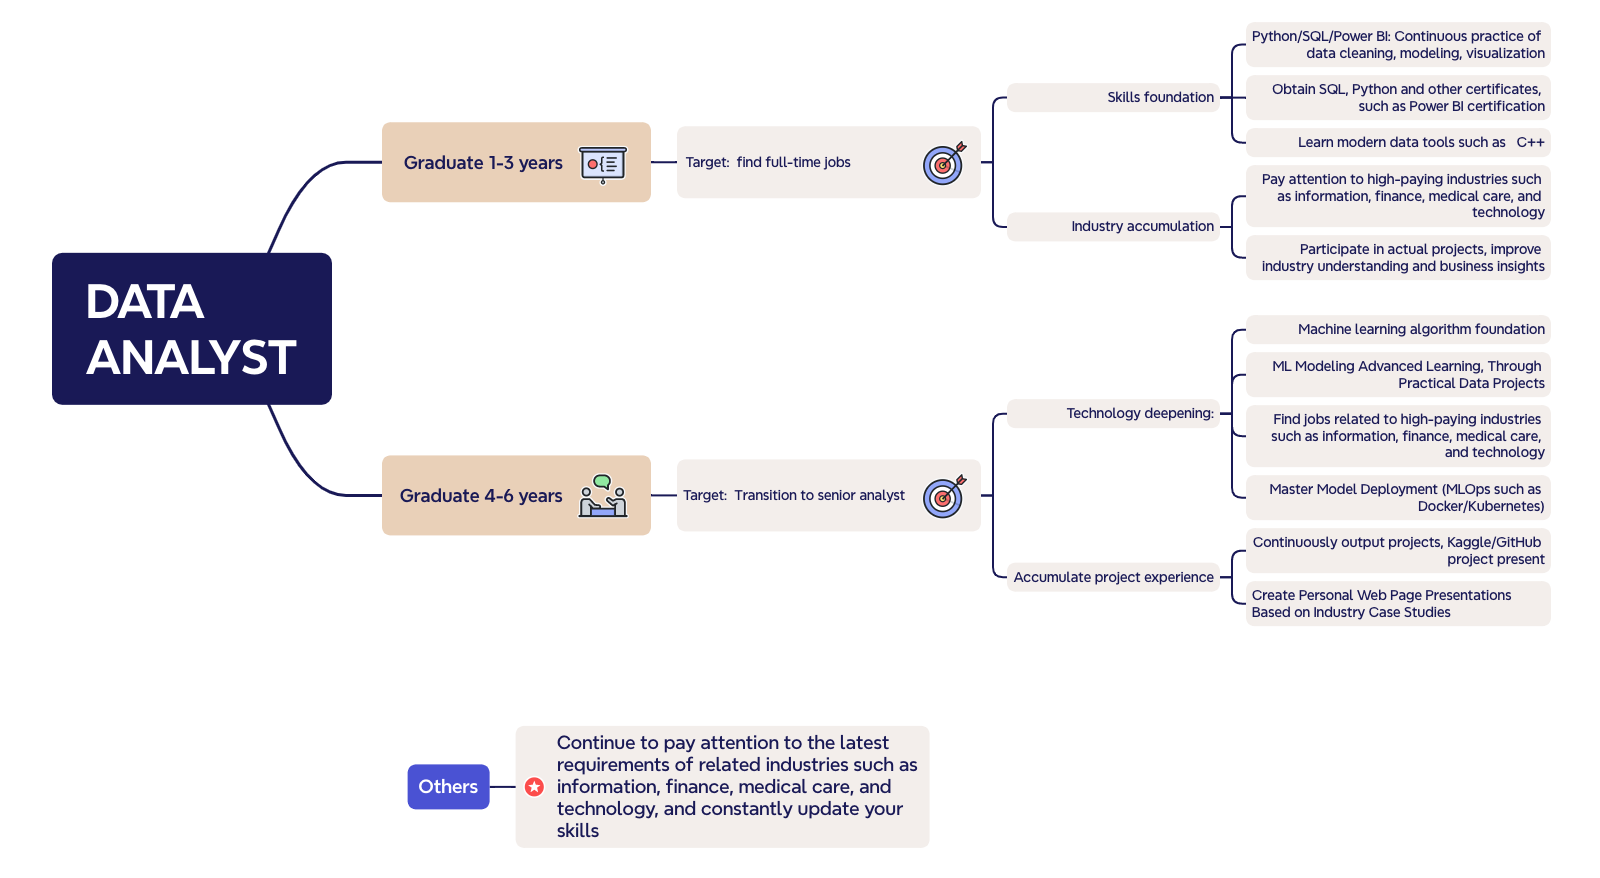 DATA
ANALYST
Graduate 1-3 years
Target:  find full-time jobs
Skills foundation
Python/SQL/Power BI: Continuous practice of
data cleaning, modeling, visualization
Obtain SQL, Python and other certificates,
such as Power BI certification
Learn modern data tools such as   C++
Industry accumulation
Pay attention to high-paying industries such
as information, finance, medical care, and
technology
Participate in actual projects, improve
industry understanding and business insights
Graduate 4-6 years
Target:  Transition to senior analyst
Technology deepening:
Machine learning algorithm foundation
ML Modeling Advanced Learning, Through
Practical Data Projects
Find jobs related to high-paying industries
such as information, finance, medical care,
and technology
Master Model Deployment (MLOps such as
Docker/Kubernetes)
Accumulate project experience
Continuously output projects, Kaggle/GitHub
project present
Create Personal Web Page Presentations
Based on Industry Case Studies
Others
Continue to pay attention to the latest
requirements of related industries such as
information, finance, medical care, and
technology, and constantly update your
skills